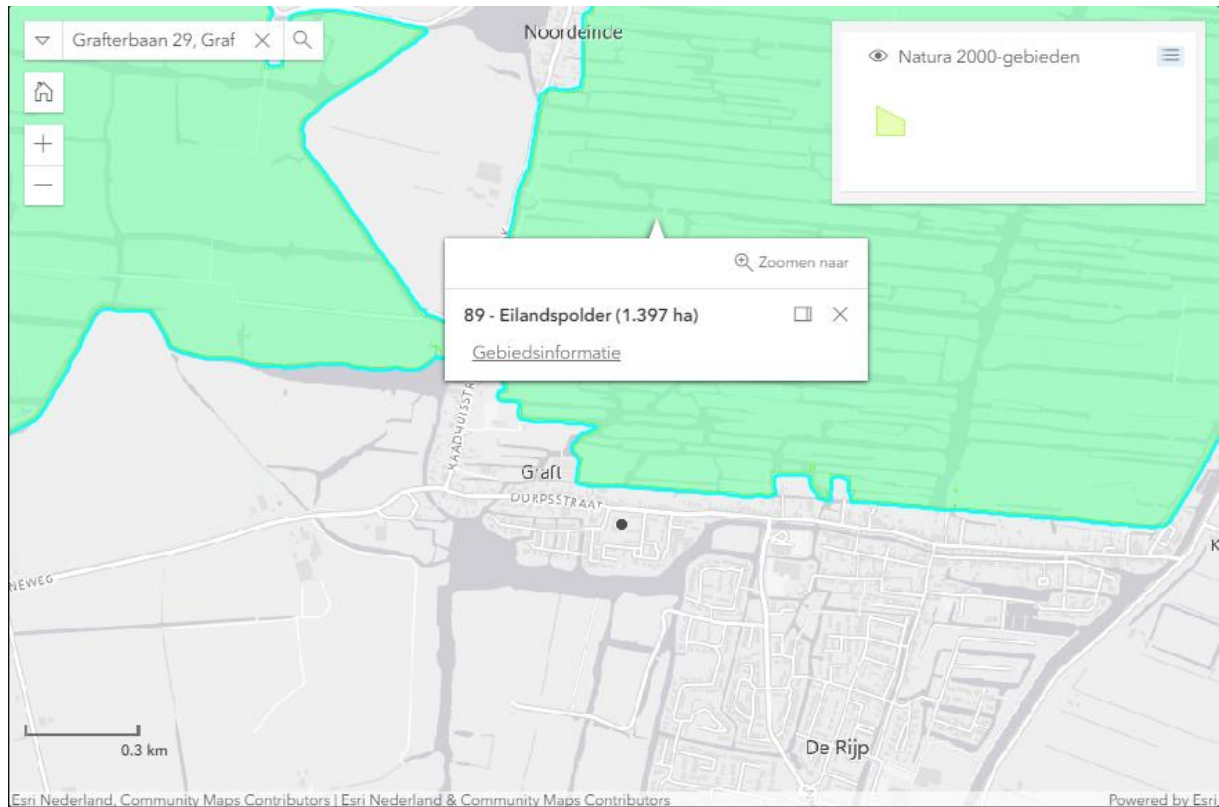 Noordeinde
Grafterbaan 29, Graf
Natura 2000-gebieden
Zoomen naar
89 - Eilandspolder (1.397 ha)
Gebiedsinformatie
RAADHUISSTR
Graft
DORPSSTRAAT
K
NEWEG
De Rijp
0.3 km
Esri Nederland, Community Maps Contributors | Esri Nederland & Community Maps Contributors
Powered by Esri